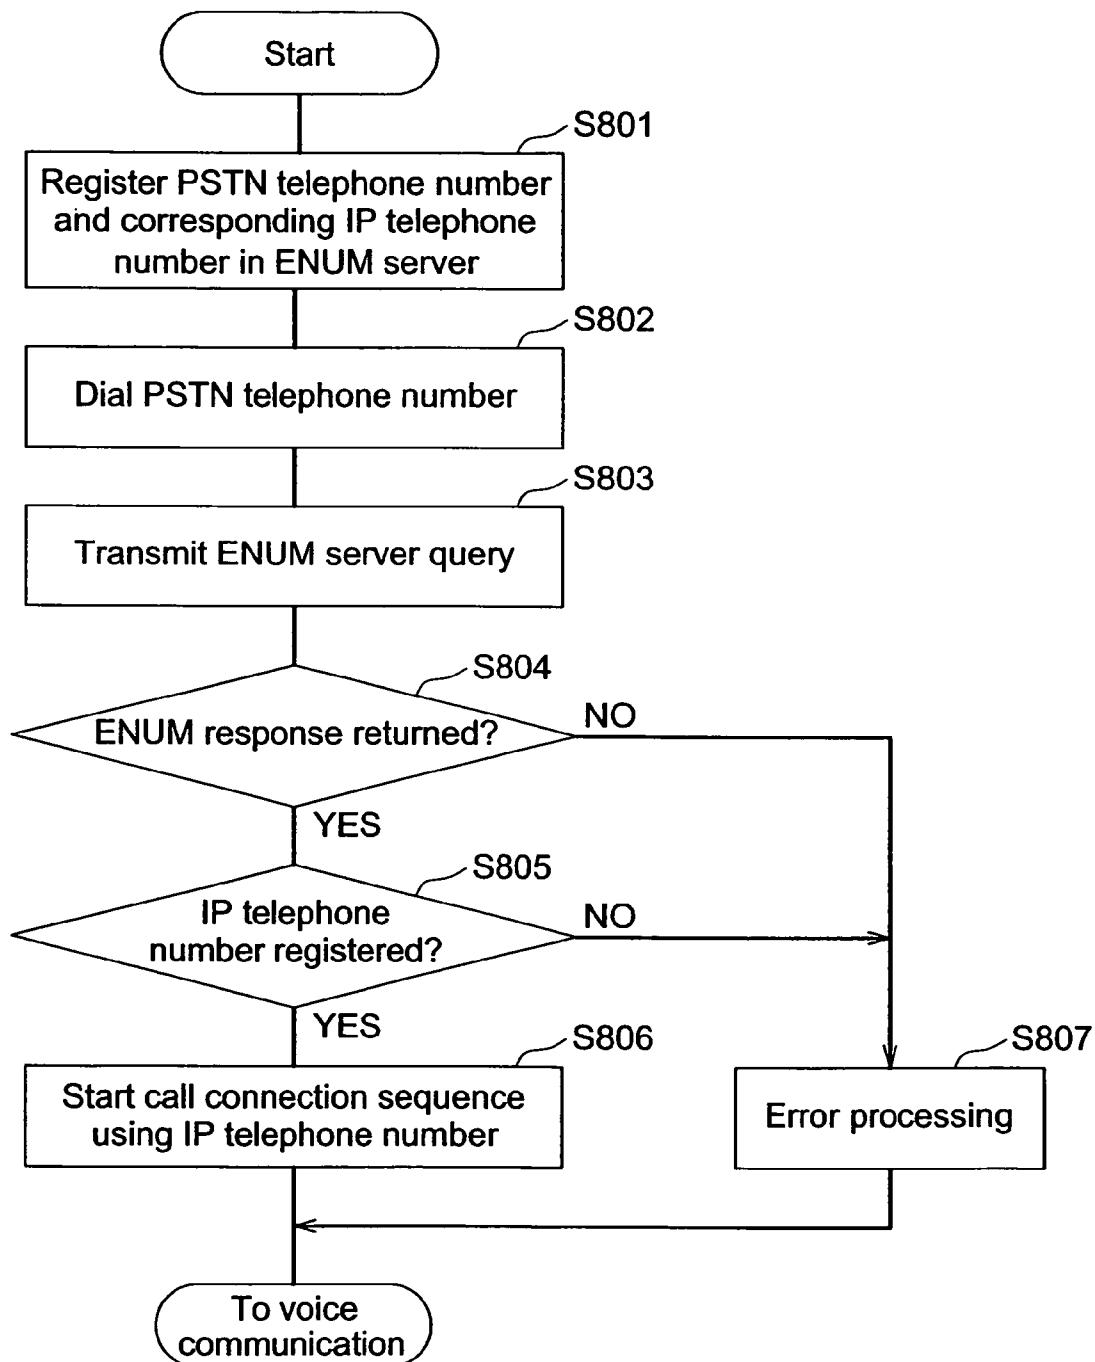 Start
S801
Register PSTN telephone number
and corresponding IP telephone
number in ENUM server
S802
Dial PSTN telephone number
S803
Transmit ENUM server query
S804
ENUM response returned?
NO
YES
S805
IP telephone
number registered?
NO
YES
S806
Start call connection sequence
using IP telephone number
S807
Error processing
To voice
communication